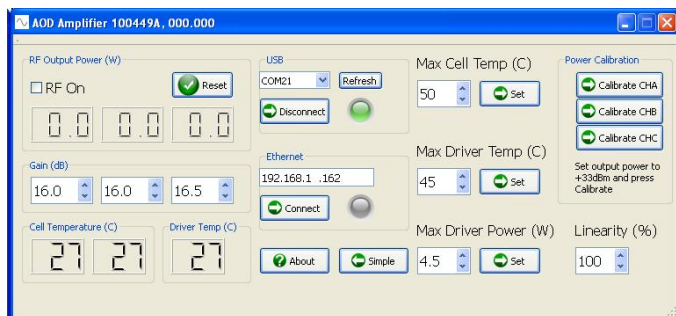 AOD Amplifier 100449A, 000.000
RF Output Power (W)
RF On
Reset
0.0 0.0 0.0
Gain (dB)
16.0 16.0 16.5
Cell Temperature (C)
27 27
Driver Temp (C)
27
USB
COM21
Refresh
Disconnect
Ethernet
192.168.1 .162
Connect
About
Simple
Max Cell Temp (C)
50
Set
Max Driver Temp (C)
45
Set
Max Driver Power (W)
4.5
Set
Power Calibration
Calibrate CHA
Calibrate CHB
Calibrate CHC
Set output power to
+33dBm and press
Calibrate
Linearity (%)
100